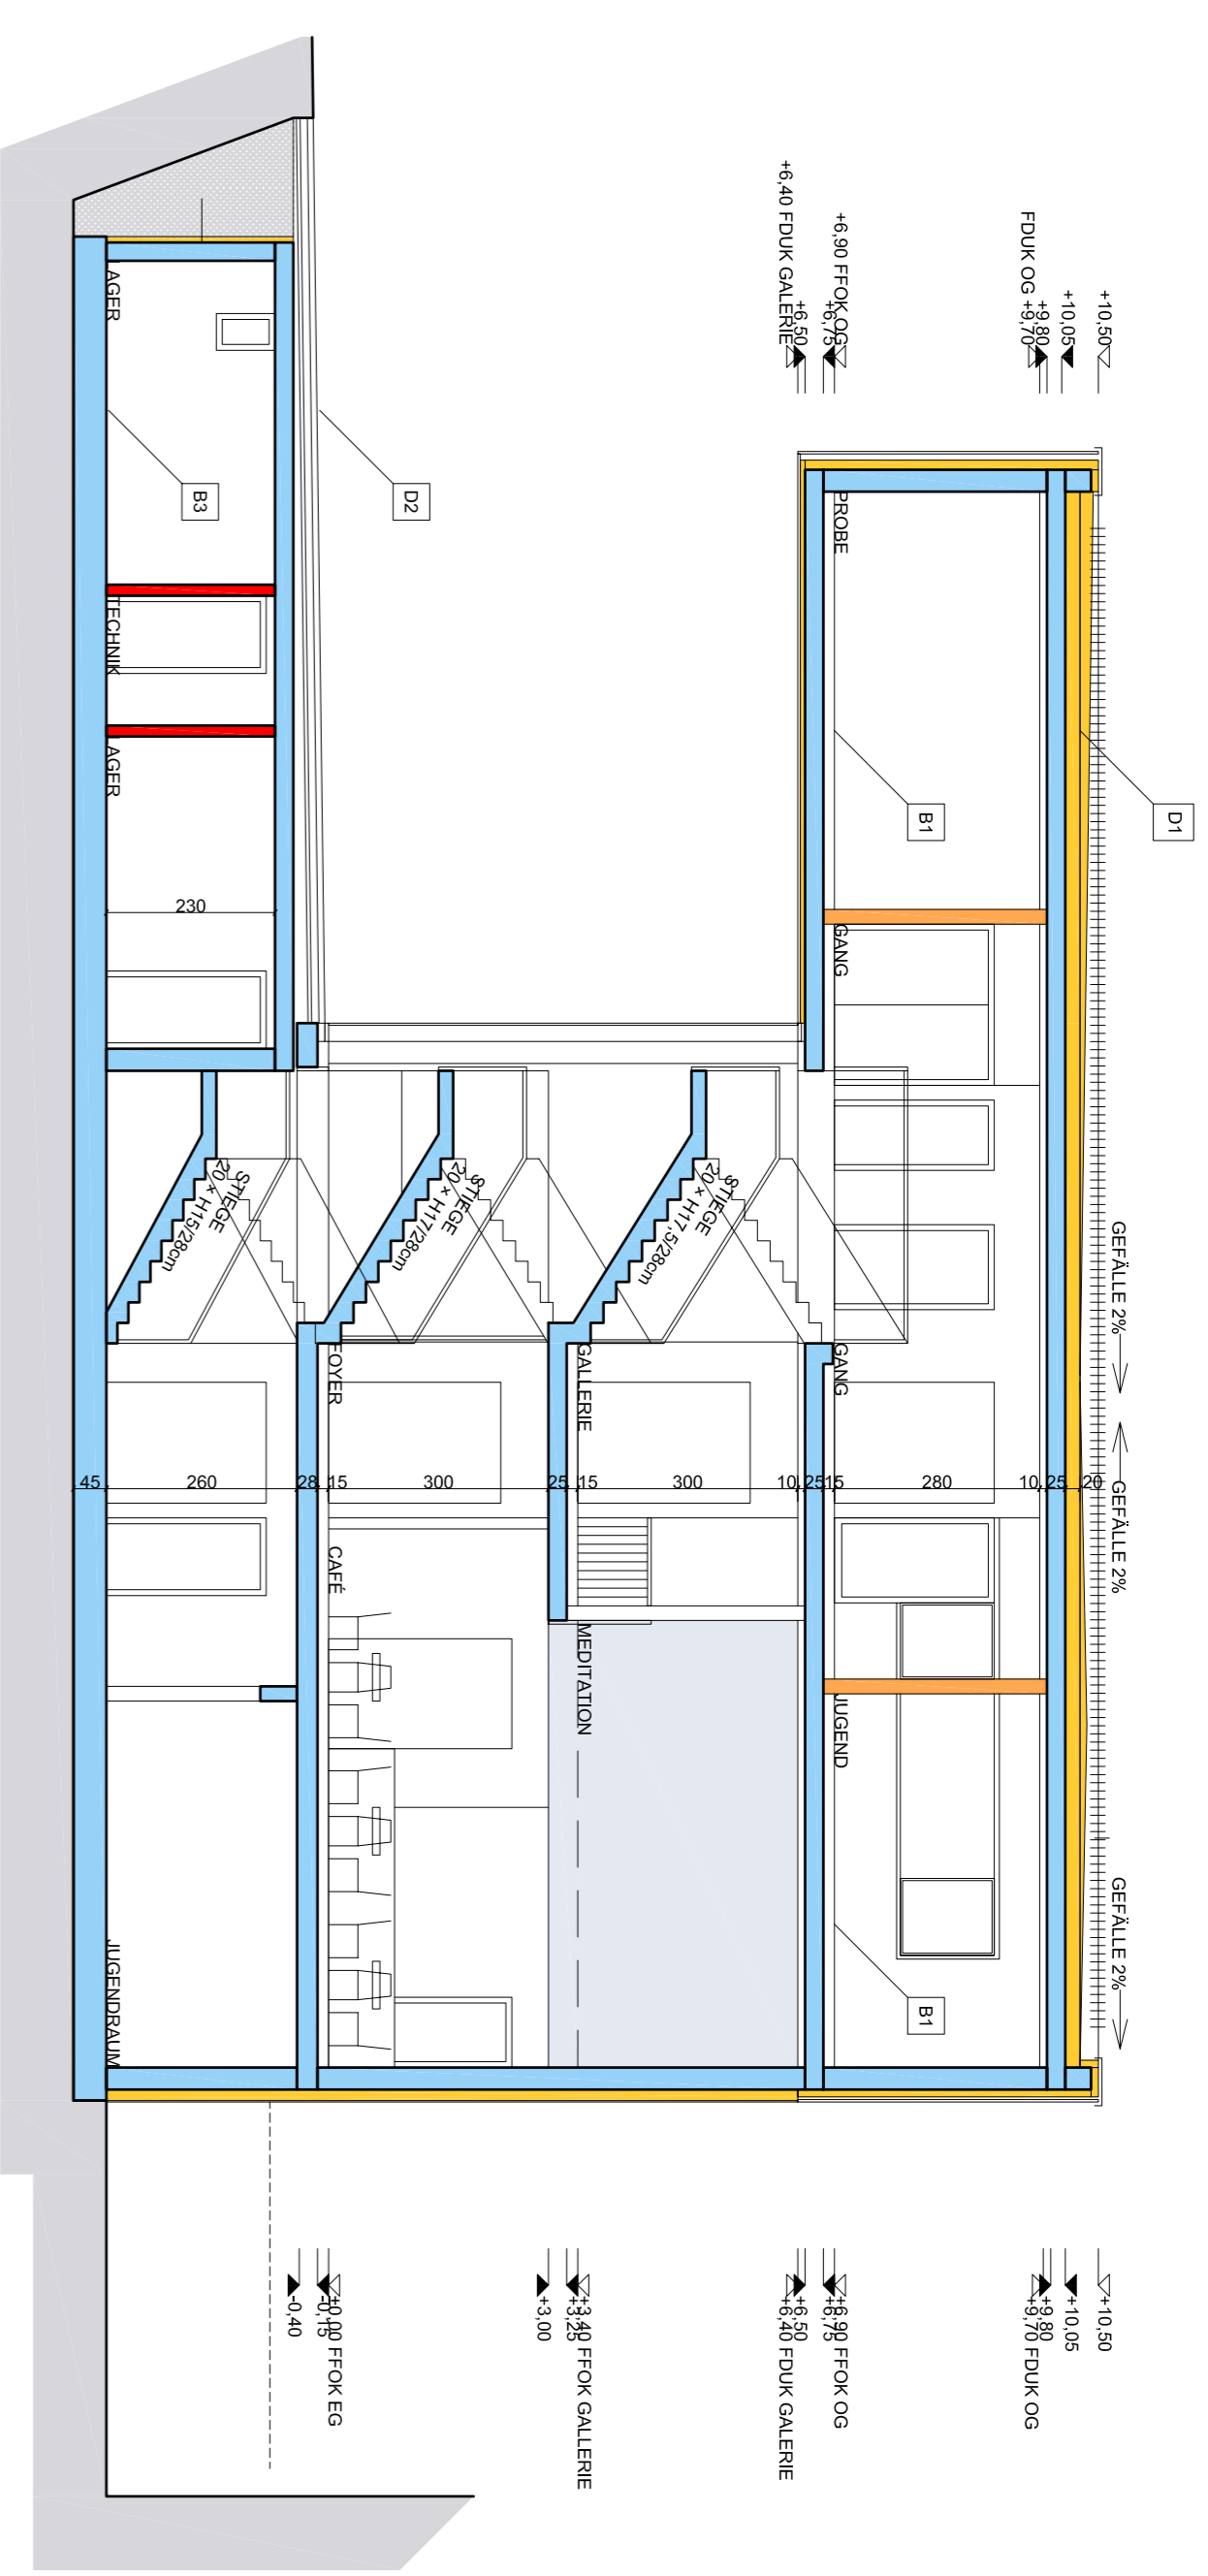 +10,50
+10,05
+9,80
FDUK OG +9,70
+6,90 FFOK OG
+6,75
+6,50
+6,40 FDUK GALERIE
GEFÄLLE 2%
GEFÄLLE 2%
GEFÄLLE 2%
D1
B1
B1
PROBE
GANG
GANG
JUGEND
280
10
25
20
10
25
15
D2
B3
STIEGE
20 × H17,5/28cm
GALLERIE
MEDITATION
300
25
15
STIEGE
20 × H17/28cm
FOYER
CAFÉ
300
28
15
STIEGE
20 × H15/28cm
LAGER
TECHNIK
LAGER
230
260
45
JUGENDRAUM
+10,50
+10,05
+9,80
+9,70 FDUK OG
+6,90 FFOK OG
+6,75
+6,50
+6,40 FDUK GALERIE
+3,40 FFOK GALLERIE
+3,25
+3,00
+0,00 FFOK EG
-0,15
-0,40